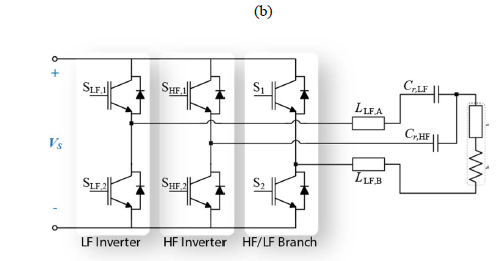 (b)
+
V_S
-
S_LF,1
S_HF,1
S_1
S_LF,2
S_HF,2
S_2
L_LF,A
L_LF,B
C_r,LF
C_r,HF
LF Inverter
HF Inverter
HF/LF Branch